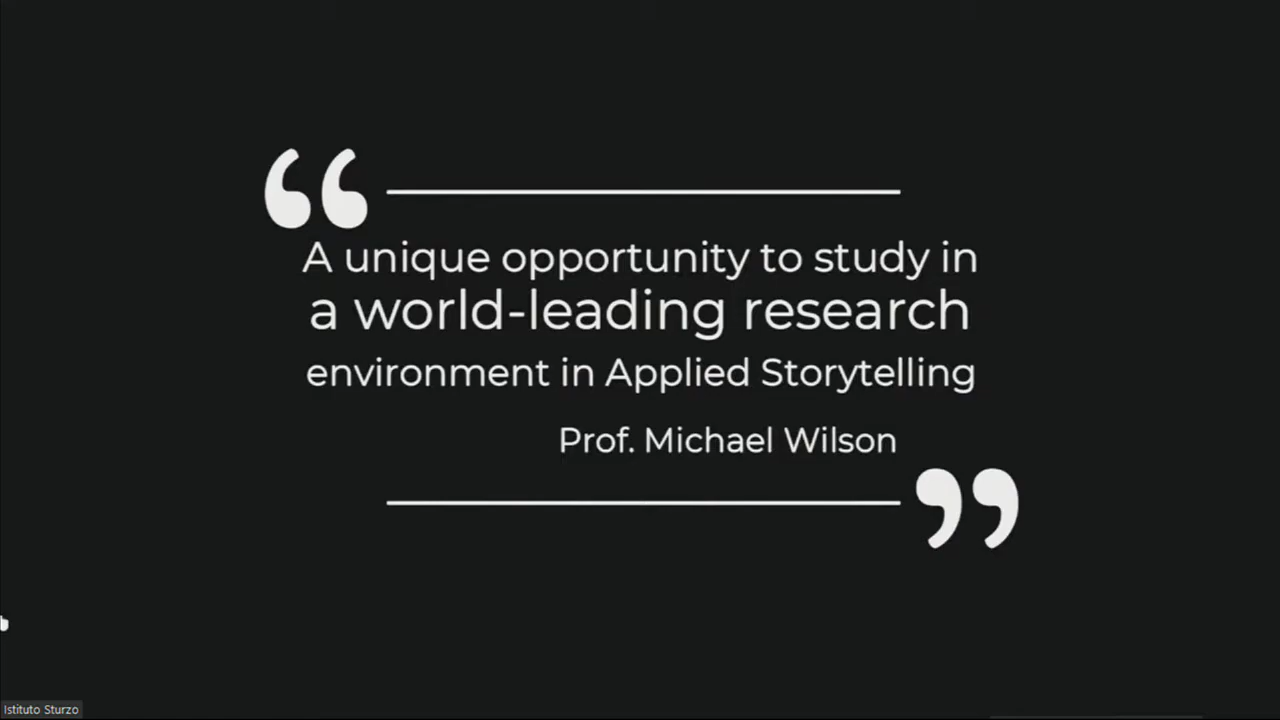 A unique opportunity to study in
a world-leading research
environment in Applied Storytelling
Prof. Michael Wilson
Istituto Sturzo